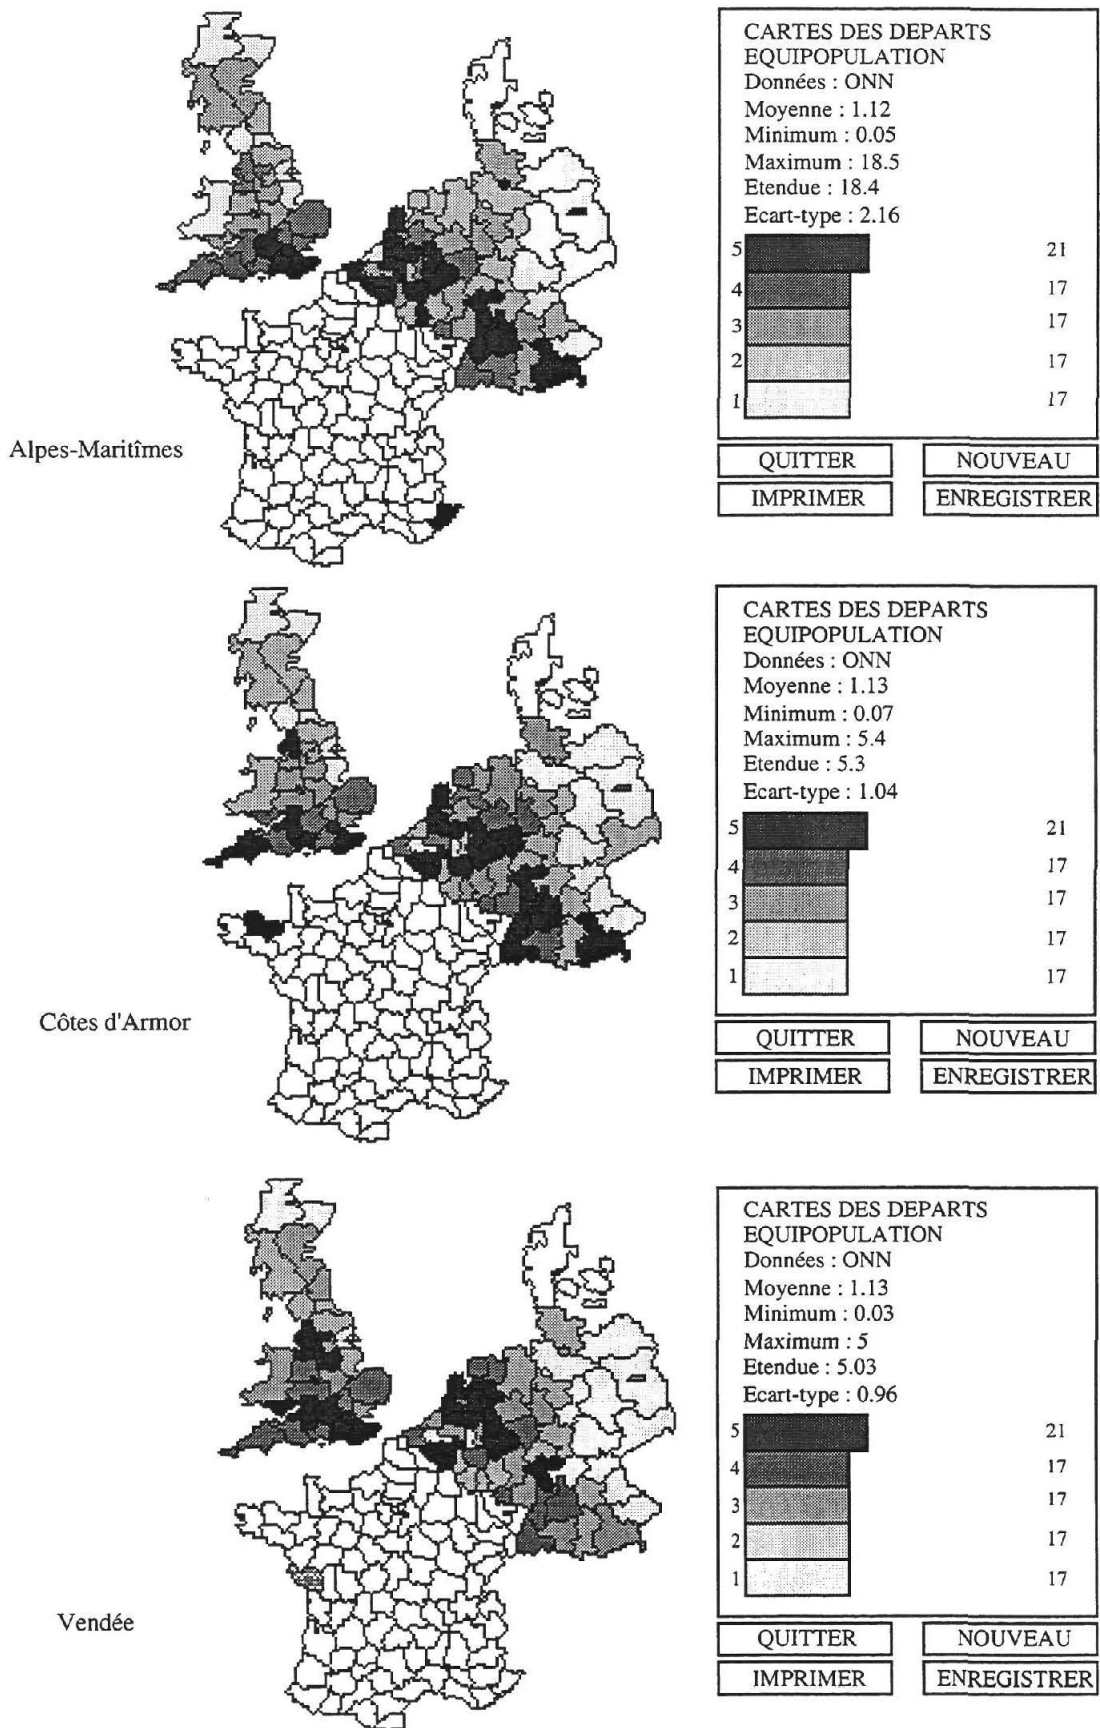 CARTES DES DEPARTS
EQUIPOPULATION
Données : ONN
Moyenne : 1.12
Minimum : 0.05
Maximum : 18.5
Etendue : 18.4
Ecart-type : 2.16
5 21
4 17
3 17
2 17
1 17
QUITTER NOUVEAU
IMPRIMER ENREGISTRER
Alpes-Maritîmes
CARTES DES DEPARTS
EQUIPOPULATION
Données : ONN
Moyenne : 1.13
Minimum : 0.07
Maximum : 5.4
Etendue : 5.3
Ecart-type : 1.04
5 21
4 17
3 17
2 17
1 17
QUITTER NOUVEAU
IMPRIMER ENREGISTRER
Côtes d'Armor
CARTES DES DEPARTS
EQUIPOPULATION
Données : ONN
Moyenne : 1.13
Minimum : 0.03
Maximum : 5
Etendue : 5.03
Ecart-type : 0.96
5 21
4 17
3 17
2 17
1 17
QUITTER NOUVEAU
IMPRIMER ENREGISTRER
Vendée